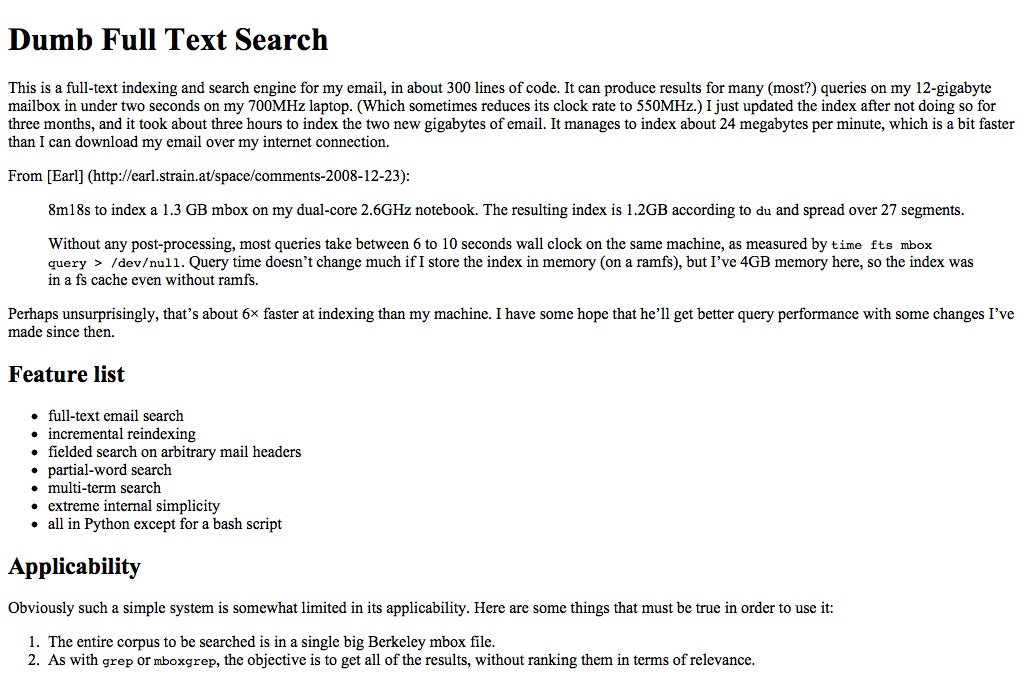 Dumb Full Text Search
This is a full-text indexing and search engine for my email, in about 300 lines of code. It can produce results for many (most?) queries on my 12-gigabyte
mailbox in under two seconds on my 700MHz laptop. (Which sometimes reduces its clock rate to 550MHz.) I just updated the index after not doing so for
three months, and it took about three hours to index the two new gigabytes of email. It manages to index about 24 megabytes per minute, which is a bit faster
than I can download my email over my internet connection.
From [Earl] (http://earl.strain.at/space/comments-2008-12-23):
8m18s to index a 1.3 GB mbox on my dual-core 2.6GHz notebook. The resulting index is 1.2GB according to du and spread over 27 segments.
Without any post-processing, most queries take between 6 to 10 seconds wall clock on the same machine, as measured by time fts mbox
query > /dev/null. Query time doesn’t change much if I store the index in memory (on a ramfs), but I’ve 4GB memory here, so the index was
in a fs cache even without ramfs.
Perhaps unsurprisingly, that’s about 6× faster at indexing than my machine. I have some hope that he’ll get better query performance with some changes I’ve
made since then.
Feature list
• full-text email search
• incremental reindexing
• fielded search on arbitrary mail headers
• partial-word search
• multi-term search
• extreme internal simplicity
• all in Python except for a bash script
Applicability
Obviously such a simple system is somewhat limited in its applicability. Here are some things that must be true in order to use it:
1. The entire corpus to be searched is in a single big Berkeley mbox file.
2. As with grep or mboxgrep, the objective is to get all of the results, without ranking them in terms of relevance.